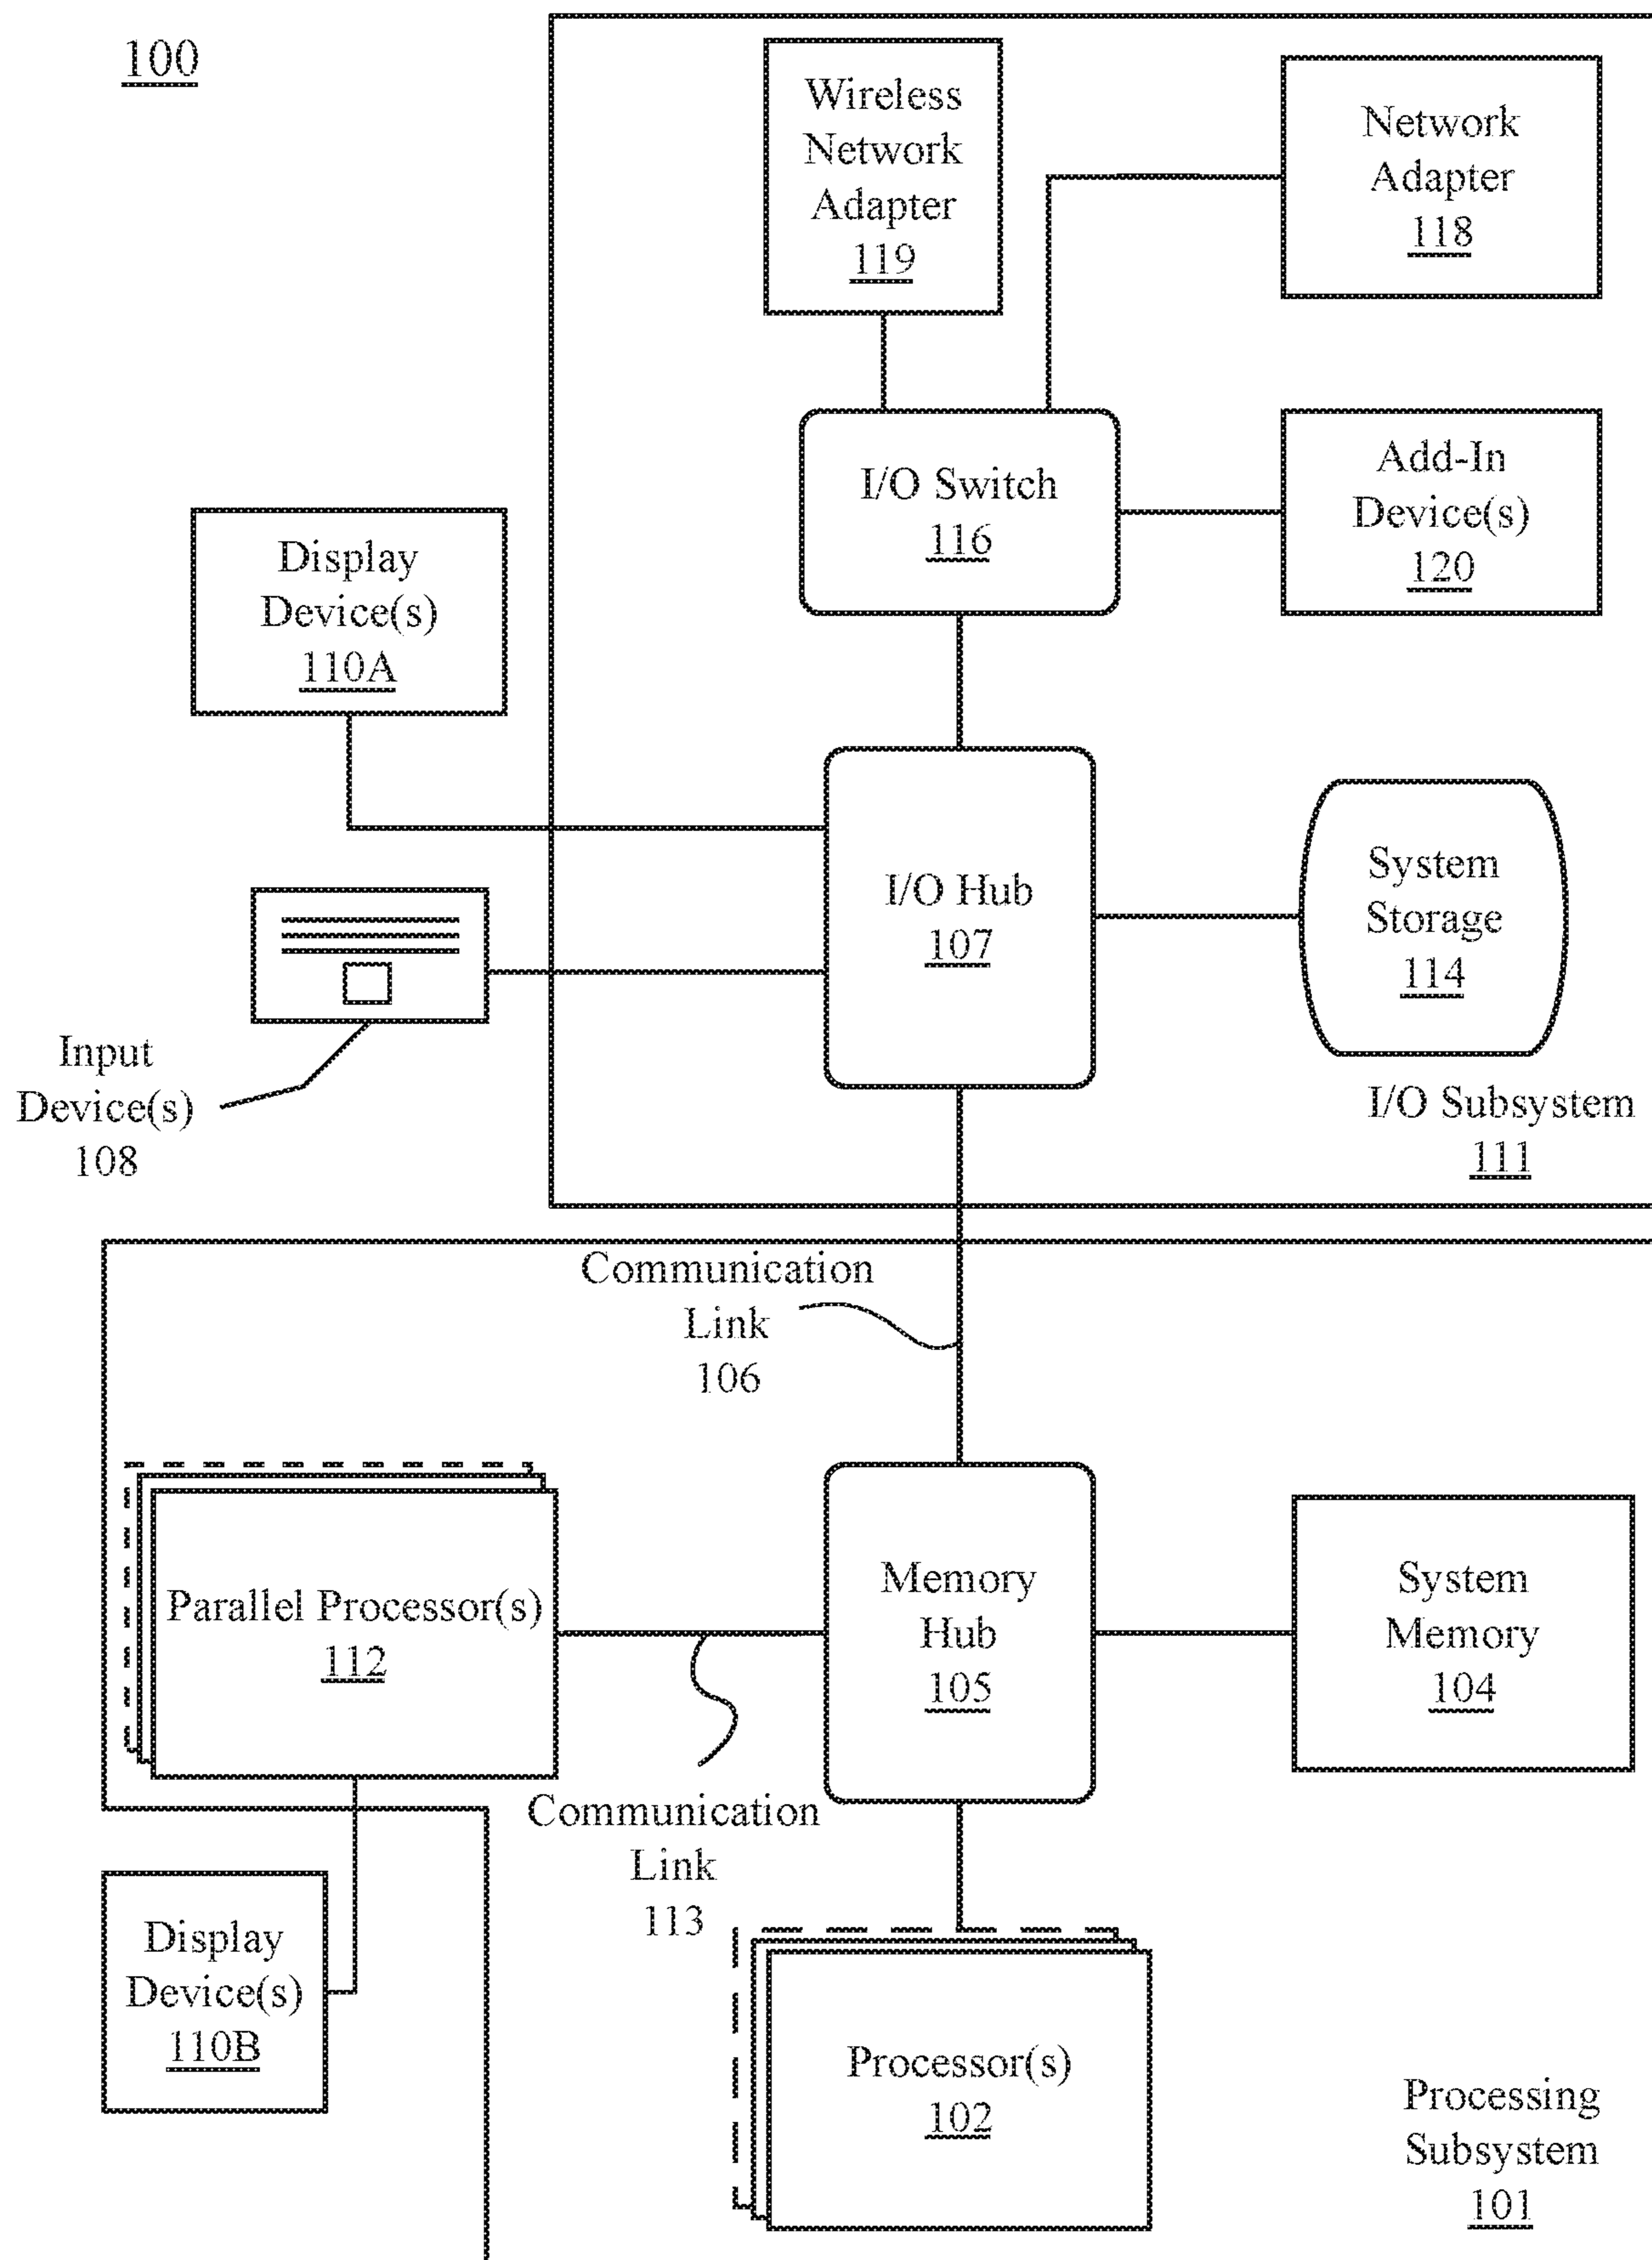 100
Wireless
Network
Adapter
119
Network
Adapter
118
I/O Switch
116
Add-In
Device(s)
120
Display
Device(s)
110A
I/O Hub
107
System
Storage
114
Input
Device(s)
108
I/O Subsystem
111
Communication
Link
106
Parallel Processor(s)
112
Memory
Hub
105
System
Memory
104
Communication
Link
113
Display
Device(s)
110B
Processor(s)
102
Processing
Subsystem
101